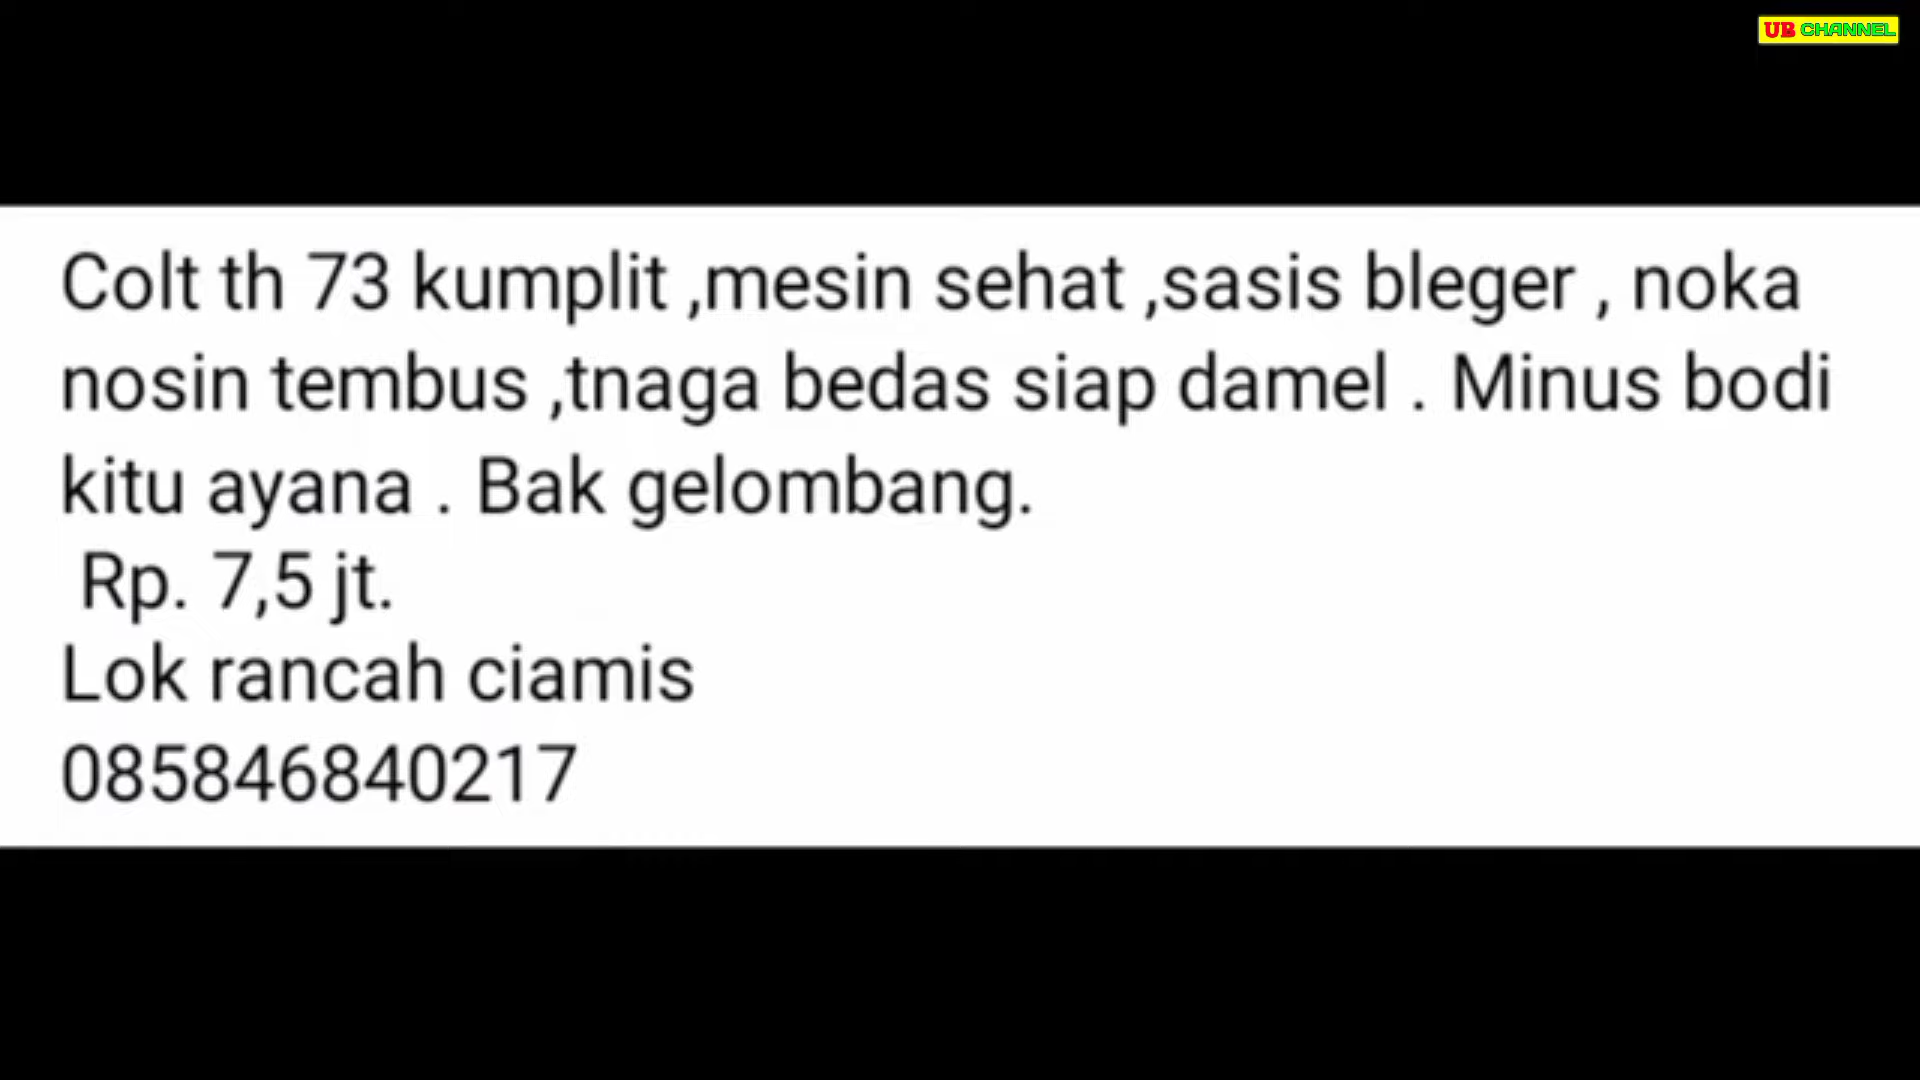 UB CHANNEL
Colt th 73 kumplit ,mesin sehat ,sasis bleger , noka
nosin tembus ,tnaga bedas siap damel . Minus bodi
kitu ayana . Bak gelombang.
Rp. 7,5 jt.
Lok rancah ciamis
085846840217